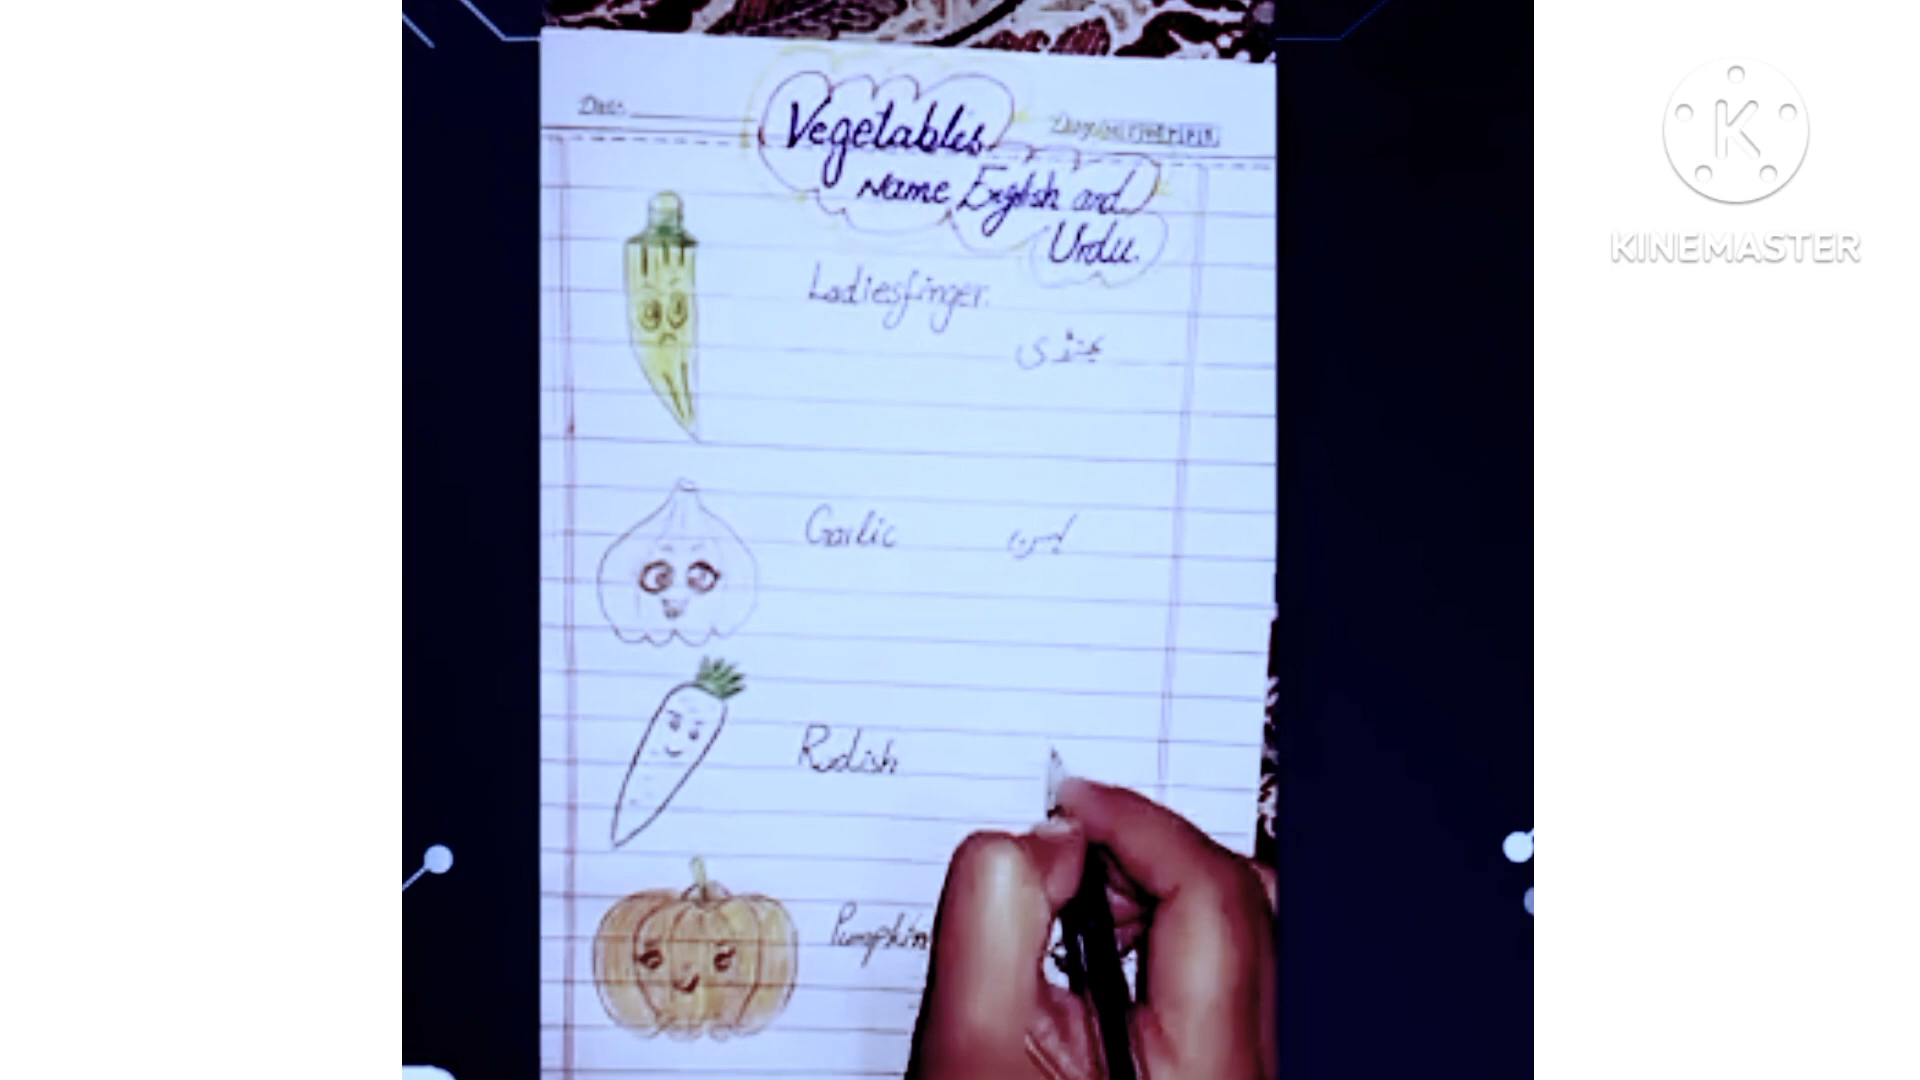 Date:
Vegetables
Name English and
Urdu.
Ladiesfinger.
بھنڈی
Garlic
لہسن
Radish
Pumpkin
KINEMASTER